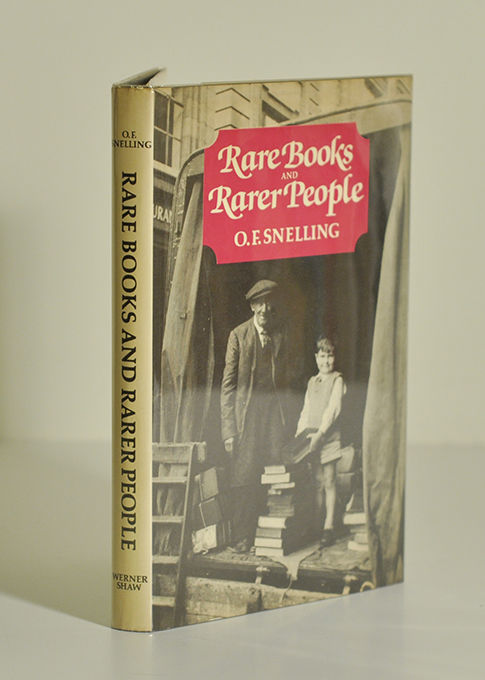 O.F.
SNELLING
RARE BOOKS AND RARER PEOPLE
WERNER
SHAW
Rare Books
AND
Rarer People
O.F. SNELLING